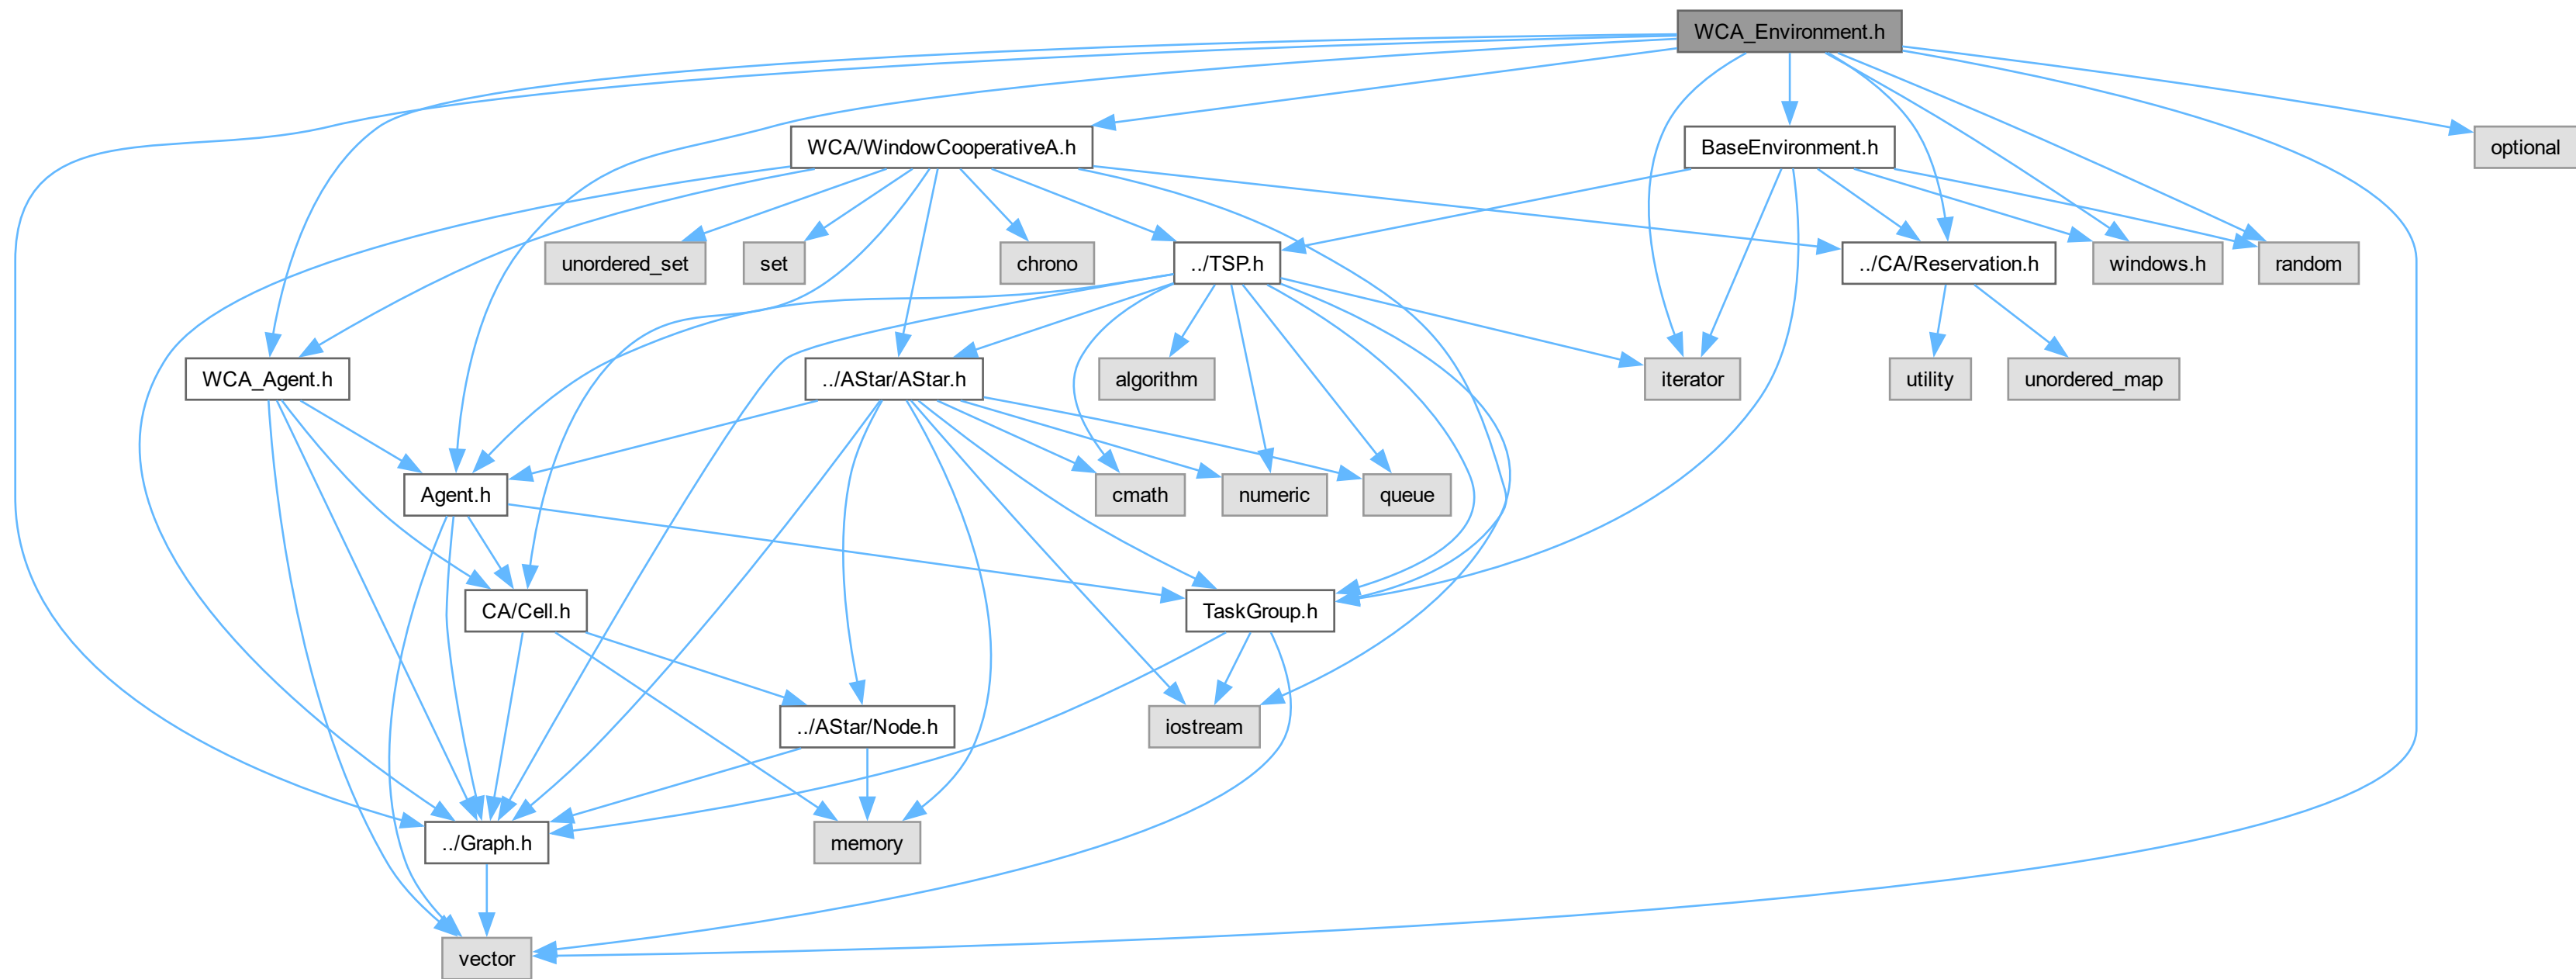 WCA_Environment.h
WCA/WindowCooperativeA.h
BaseEnvironment.h
optional
unordered_set
set
chrono
../TSP.h
../CA/Reservation.h
windows.h
random
WCA_Agent.h
../AStar/AStar.h
algorithm
iterator
utility
unordered_map
Agent.h
cmath
numeric
queue
CA/Cell.h
TaskGroup.h
../AStar/Node.h
iostream
../Graph.h
memory
vector